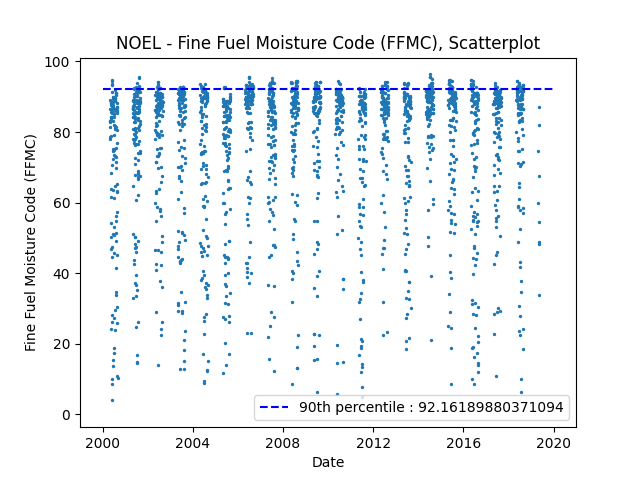 NOEL - Fine Fuel Moisture Code (FFMC), Scatterplot
Fine Fuel Moisture Code (FFMC)
100
80
60
40
20
0
90th percentile : 92.16189880371094
2000 2004 2008 2012 2016 2020
Date